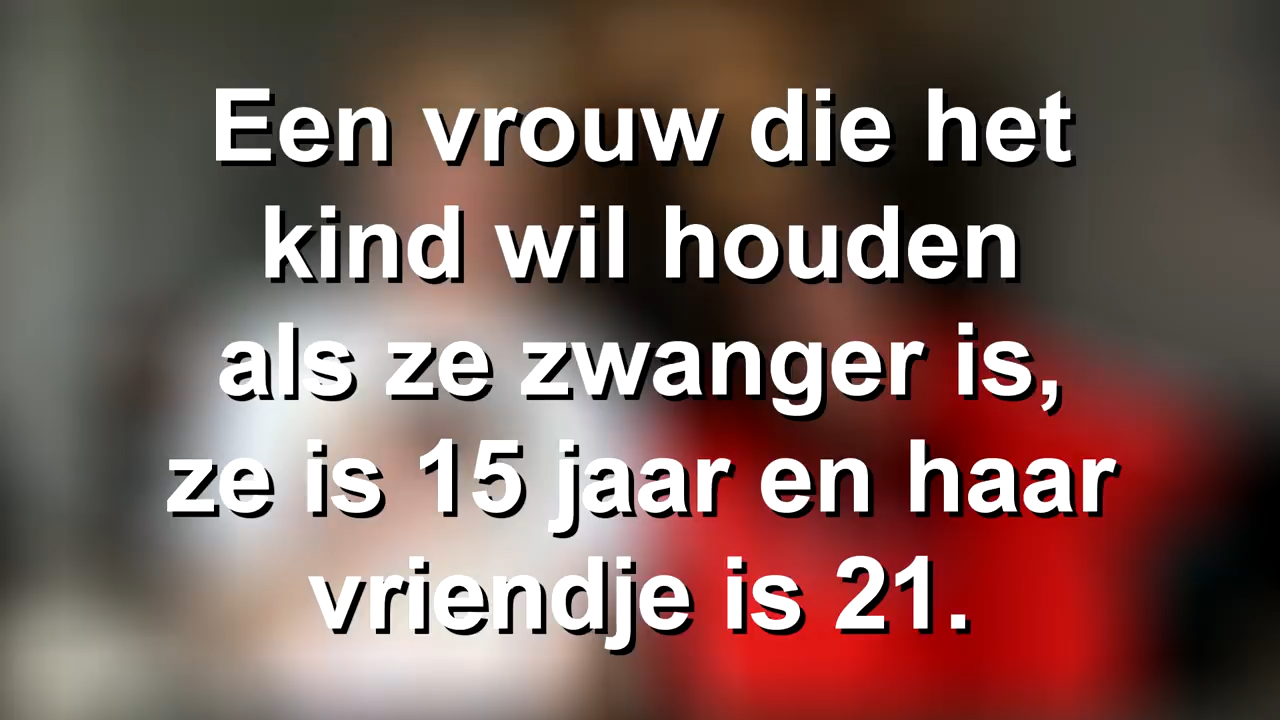 Een vrouw die het
kind wil houden
als ze zwanger is,
ze is 15 jaar en haar
vriendje is 21.